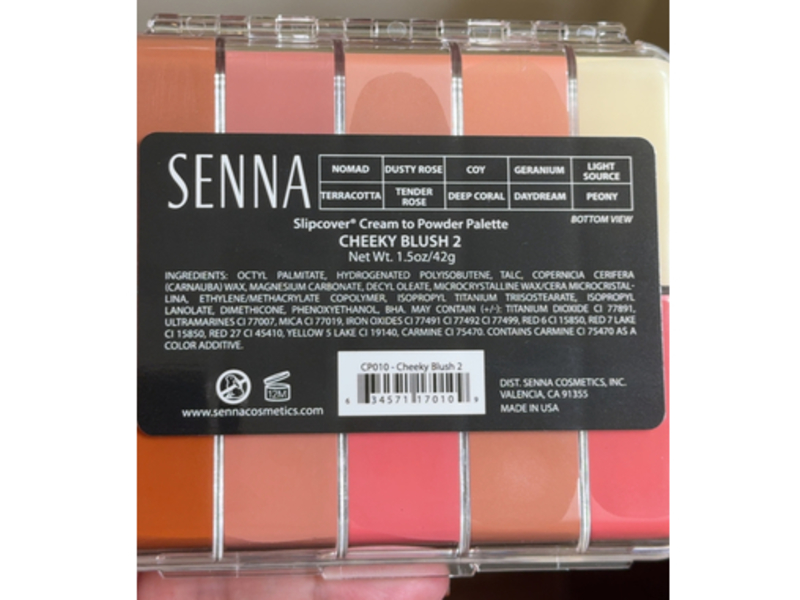 SENNA
NOMAD DUSTY ROSE COY GERANIUM LIGHT SOURCE
TERRACOTTA TENDER ROSE DEEP CORAL DAYDREAM PEONY
BOTTOM VIEW
Slipcover® Cream to Powder Palette
CHEEKY BLUSH 2
Net Wt. 1.5oz/42g
INGREDIENTS: OCTYL PALMITATE, HYDROGENATED POLYISOBUTENE, TALC, COPERNICIA CERIFERA
(CARNAUBA) WAX, MAGNESIUM CARBONATE, DECYL OLEATE, MICROCRYSTALLINE WAX/CERA MICROCRISTAL-
LINA, ETHYLENE/METHACRYLATE COPOLYMER, ISOPROPYL TITANIUM TRIISOSTEARATE, ISOPROPYL
LANOLATE, DIMETHICONE, PHENOXYETHANOL, BHA. MAY CONTAIN (+/-): TITANIUM DIOXIDE CI 77891,
ULTRAMARINES CI 77007, MICA CI 77019, IRON OXIDES CI 77491 CI 77492 CI 77499, RED 6 CI 15850, RED 7 LAKE
CI 15850, RED 27 CI 45410, YELLOW 5 LAKE CI 19140, CARMINE CI 75470. CONTAINS CARMINE CI 75470 AS A
COLOR ADDITIVE.
CP010 - Cheeky Blush 2
6 34571 17010 9
12M
www.sennacosmetics.com
DIST. SENNA COSMETICS, INC.
VALENCIA, CA 91355
MADE IN USA